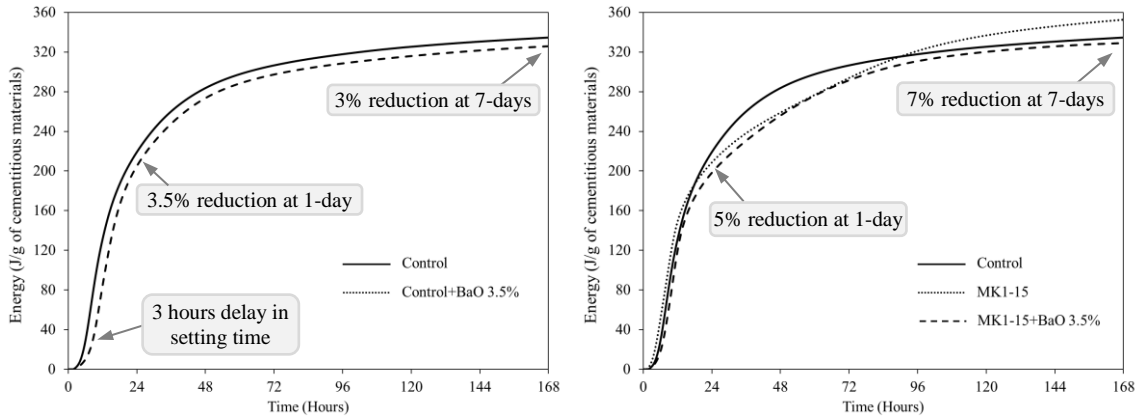 Energy (J/g of cementitious materials)
360
320
280
240
200
160
120
80
40
0
3% reduction at 7-days
3.5% reduction at 1-day
Control
Control+BaO 3.5%
3 hours delay in
setting time
0 24 48 72 96 120 144 168
Time (Hours)
Energy (J/g of cementitious materials)
360
320
280
240
200
160
120
80
40
0
7% reduction at 7-days
5% reduction at 1-day
Control
MK1-15
MK1-15+BaO 3.5%
0 24 48 72 96 120 144 168
Time (Hours)